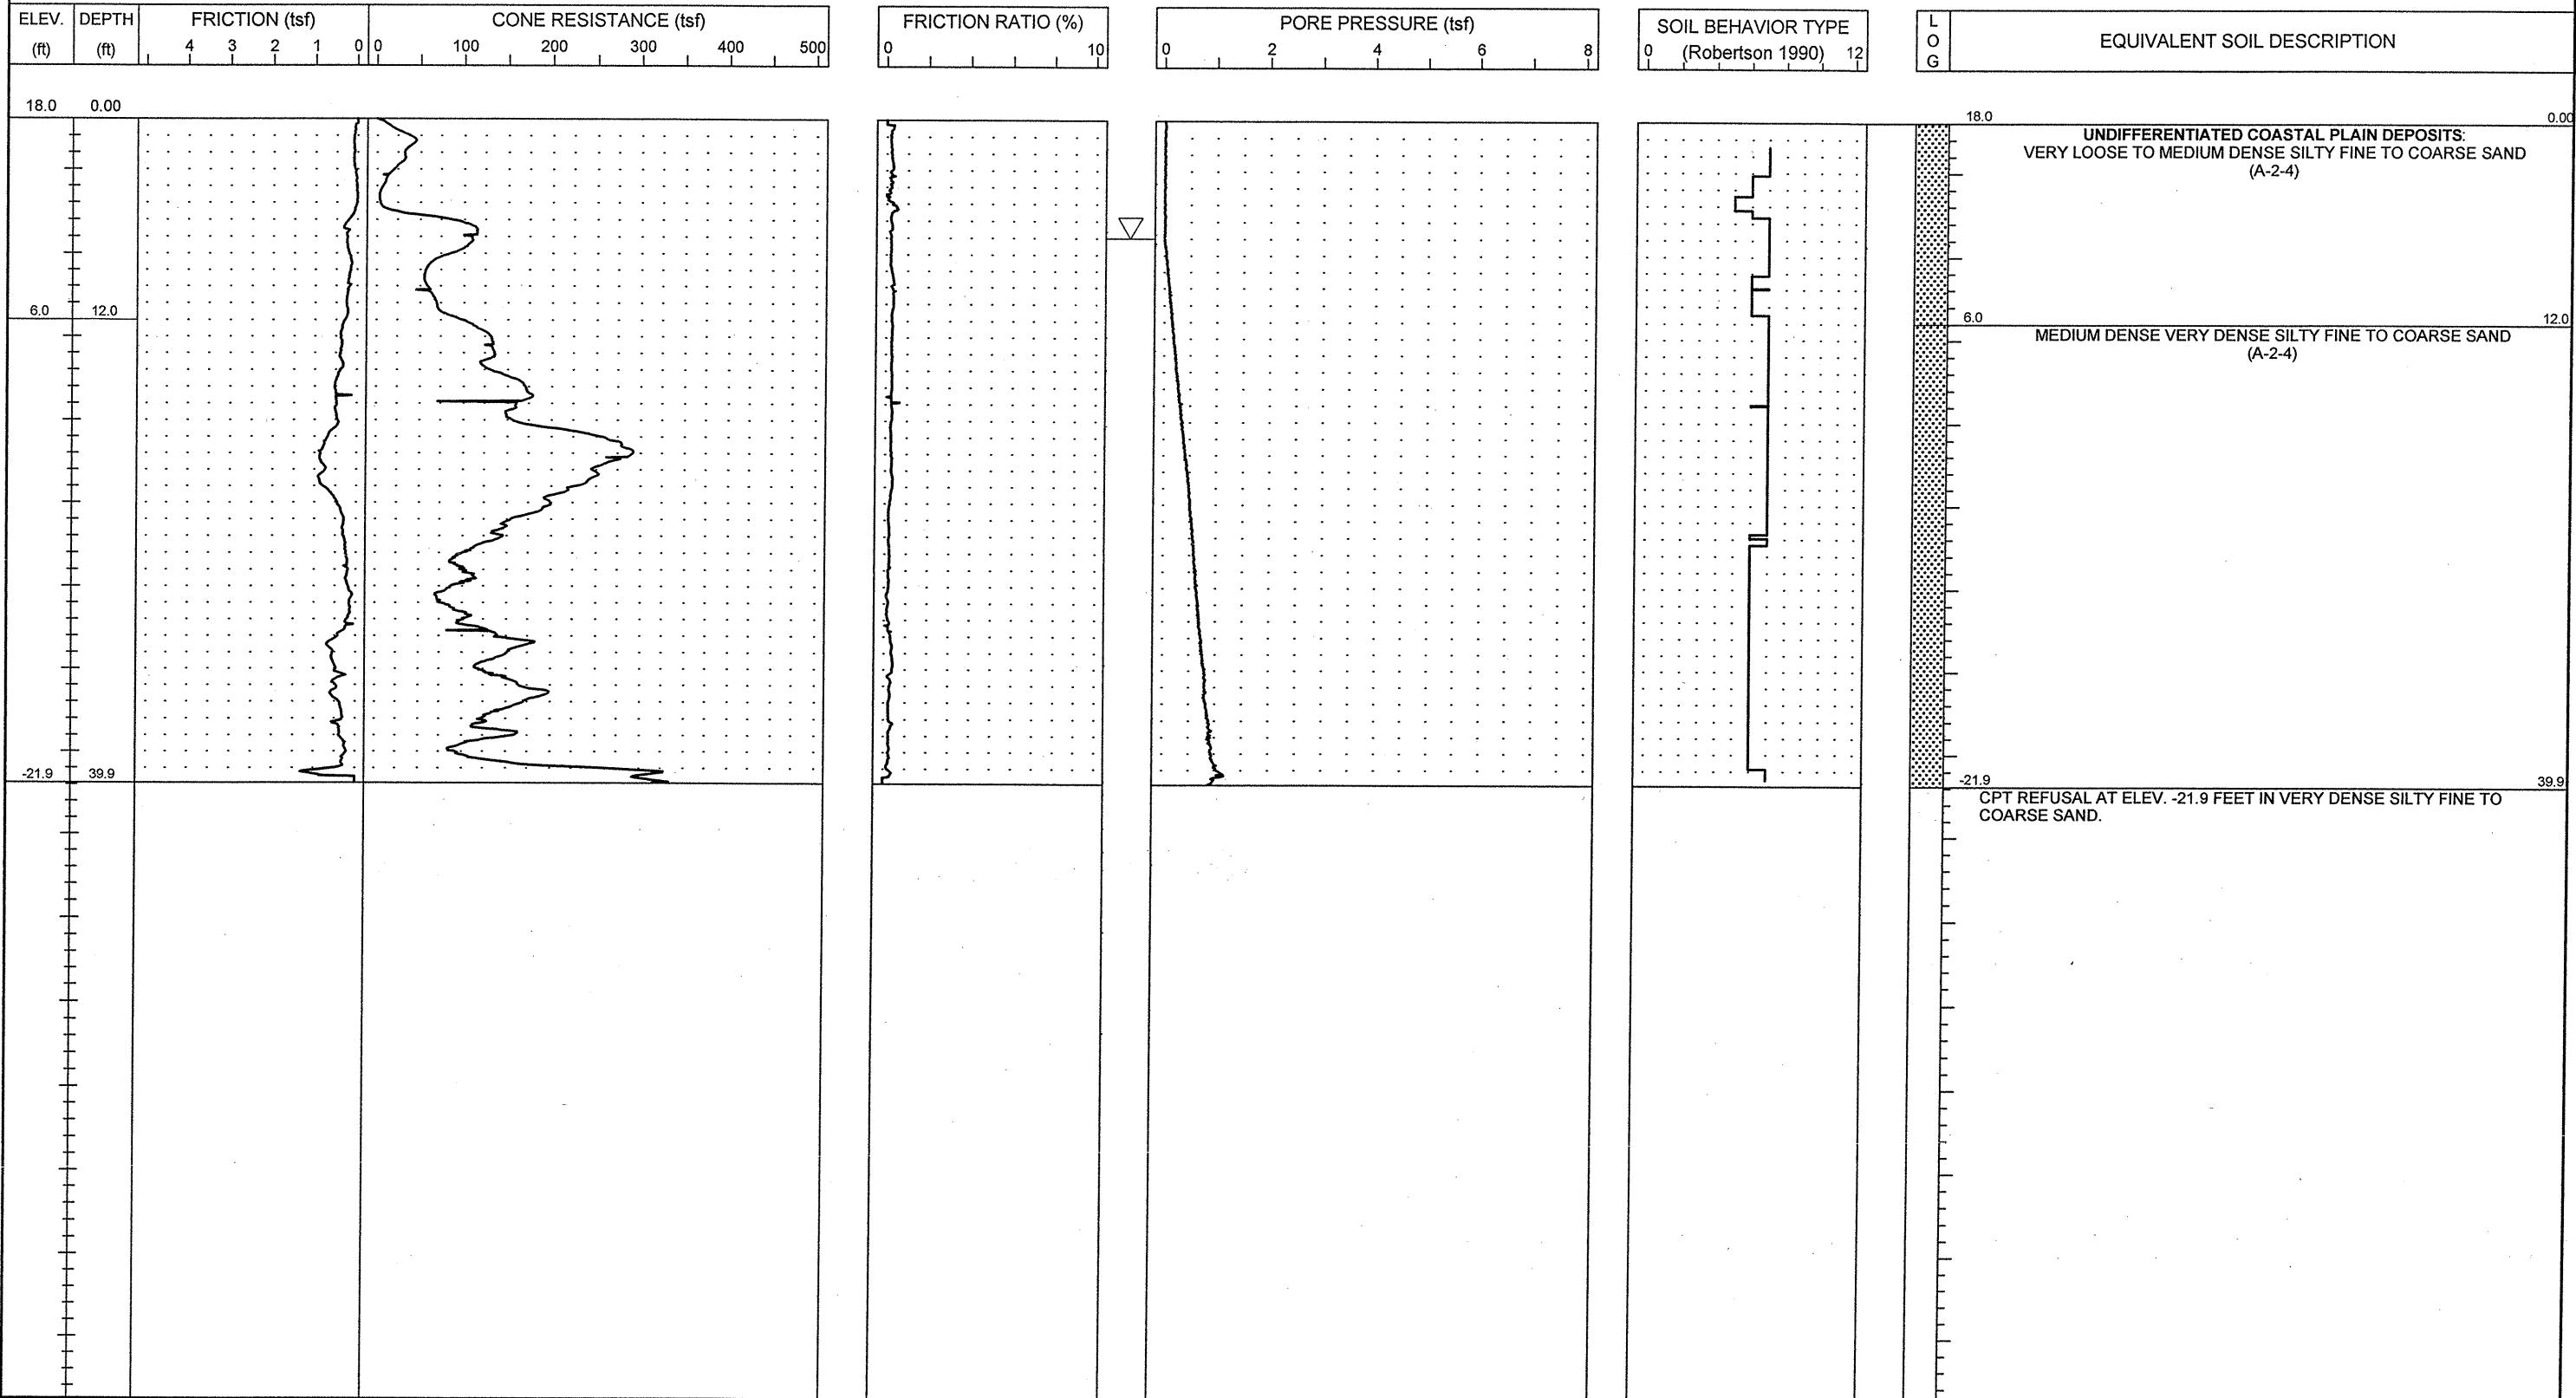 ELEV.
(ft)
DEPTH
(ft)
FRICTION (tsf)
4 3 2 1 0
CONE RESISTANCE (tsf)
0 100 200 300 400 500
FRICTION RATIO (%)
0 10
PORE PRESSURE (tsf)
0 2 4 6 8
SOIL BEHAVIOR TYPE
(Robertson 1990)
0 12
L
O
G
EQUIVALENT SOIL DESCRIPTION
18.0 0.00
18.0 0.00
UNDIFFERENTIATED COASTAL PLAIN DEPOSITS:
VERY LOOSE TO MEDIUM DENSE SILTY FINE TO COARSE SAND
(A-2-4)
6.0 12.0
6.0 12.0
MEDIUM DENSE VERY DENSE SILTY FINE TO COARSE SAND
(A-2-4)
-21.9 39.9
-21.9 39.9
CPT REFUSAL AT ELEV. -21.9 FEET IN VERY DENSE SILTY FINE TO
COARSE SAND.